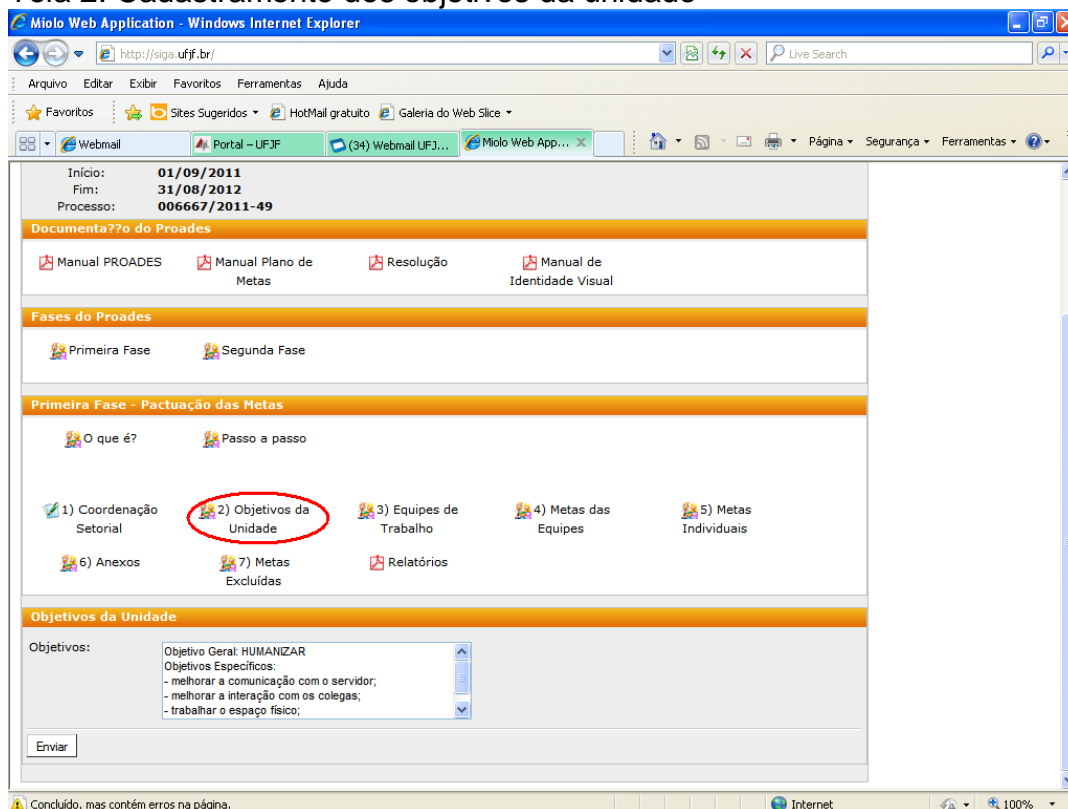 Tela 2: Cadastramento dos objetivos da unidade
Miolo Web Application - Windows Internet Explorer
http://siga.ufjf.br/
Live Search
Arquivo Editar Exibir Favoritos Ferramentas Ajuda
Favoritos Sites Sugeridos HotMail gratuito Galeria do Web Slice
Webmail Portal – UFJF (34) Webmail UFJ... Miolo Web App... Página Segurança Ferramentas
Início: 01/09/2011
Fim: 31/08/2012
Processo: 006667/2011-49
Documenta??o do Proades
Manual PROADES Manual Plano de Resolução Manual de
Metas Identidade Visual
Fases do Proades
Primeira Fase Segunda Fase
Primeira Fase - Pactuação das Metas
O que é? Passo a passo
1) Coordenação 2) Objetivos da 3) Equipes de 4) Metas das 5) Metas
Setorial Unidade Trabalho Equipes Individuais
6) Anexos 7) Metas Relatórios
Excluídas
Objetivos da Unidade
Objetivos:
Objetivo Geral: HUMANIZAR
Objetivos Específicos:
- melhorar a comunicação com o servidor;
- melhorar a interação com os colegas;
- trabalhar o espaço físico;
Enviar
Concluído, mas contém erros na página. Internet 100%